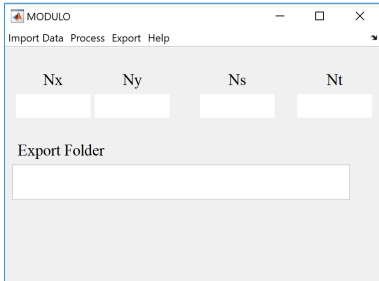 MODULO
Import Data Process Export Help
Nx Ny Ns Nt
Export Folder